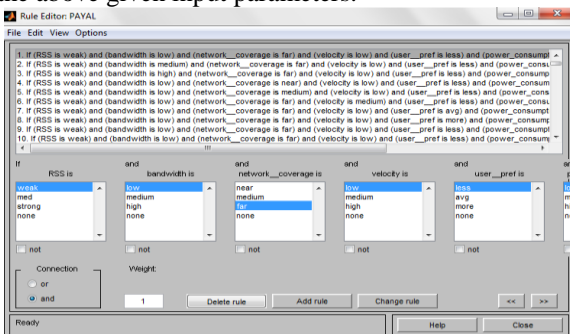 the above given input parameters.
Rule Editor: PAYAL
File Edit View Options
1. If (RSS is weak) and (bandwidth is low) and (network__coverage is far) and (velocity is low) and (user__pref is less) and (power_consumpt
2. If (RSS is weak) and (bandwidth is medium) and (network__coverage is far) and (velocity is low) and (user__pref is less) and (power_consu
3. If (RSS is weak) and (bandwidth is high) and (network__coverage is far) and (velocity is low) and (user__pref is less) and (power_consump
4. If (RSS is weak) and (bandwidth is low) and (network__coverage is near) and (velocity is low) and (user__pref is less) and (power_consum
5. If (RSS is weak) and (bandwidth is low) and (network__coverage is medium) and (velocity is low) and (user__pref is less) and (power_cons
6. If (RSS is weak) and (bandwidth is low) and (network__coverage is far) and (velocity is medium) and (user__pref is less) and (power_cons
7. If (RSS is weak) and (bandwidth is low) and (network__coverage is far) and (velocity is low) and (user__pref is avg) and (power_consumpt
8. If (RSS is weak) and (bandwidth is low) and (network__coverage is far) and (velocity is low) and (user__pref is more) and (power_consum
9. If (RSS is weak) and (bandwidth is low) and (network__coverage is far) and (velocity is low) and (user__pref is less) and (power_consump
10. If (RSS is weak) and (bandwidth is low) and (network__coverage is far) and (velocity is low) and (user__pref is less) and (power_consum
If and and and and
RSS is bandwidth is network__coverage is velocity is user__pref is
weak low near low less
med medium medium medium avg
strong high far high more
none none none none none
not not not not not
Connection Weight:
or
and 1 Delete rule Add rule Change rule << >>
Ready Help Close